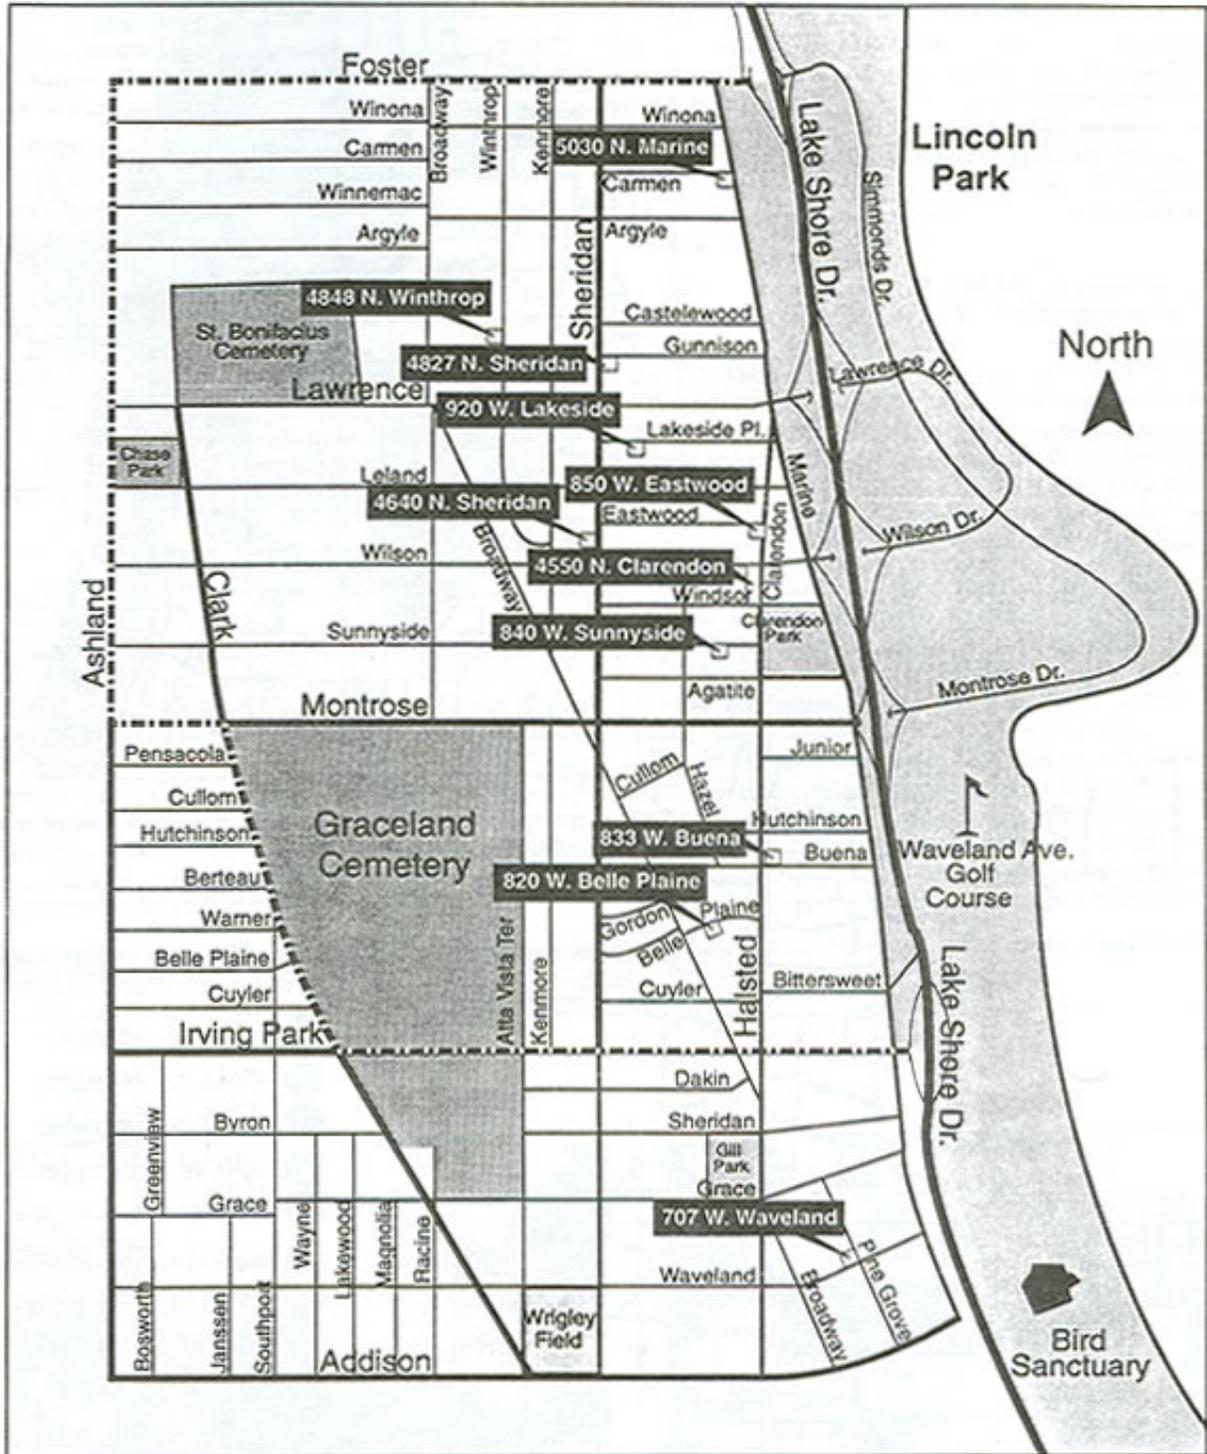 Foster
Winona
Broadway
Winthrop
Kenmore
Winona
5030 N. Marine
Lake Shore Dr.
Lincoln
Park
Carmen
Carmen
Simmonds Dr.
Winnemac
Argyle
Argyle
Sheridan
4848 N. Winthrop
Castelewood
St. Bonifacius
Cemetery
Gunnison
North
4827 N. Sheridan
Lawrence
Lawrence Dr.
920 W. Lakeside
Lakeside Pl.
Chase
Park
Leland
850 W. Eastwood
Marine
4640 N. Sheridan
Eastwood
Wilson Dr.
Broadway
Wilson
4550 N. Clarendon
Clarendon
Windsor
Clark
Ashland
Sunnyside
840 W. Sunnyside
Clarendon
Park
Agatite
Montrose Dr.
Montrose
Pensacola
Junior
Cullom
Hazel
Cullom
Hutchinson
Graceland
Cemetery
Hutchinson
833 W. Buena
Buena
Waveland Ave.
Golf
Course
Berteau
820 W. Belle Plaine
Warner
Gordon
Belle Plaine
Belle Plaine
Atta Vista Ter
Kenmore
Halsted
Bittersweet
Cuyler
Cuyler
Irving Park
Lake Shore Dr.
Dakin
Greenview
Byron
Sheridan
Gill
Park
Grace
Grace
Wayne
Lakewood
Magnolia
Racine
707 W. Waveland
Waveland
Broadway
Pine Grove
Bosworth
Janssen
Southport
Wrigley
Field
Addison
Bird
Sanctuary